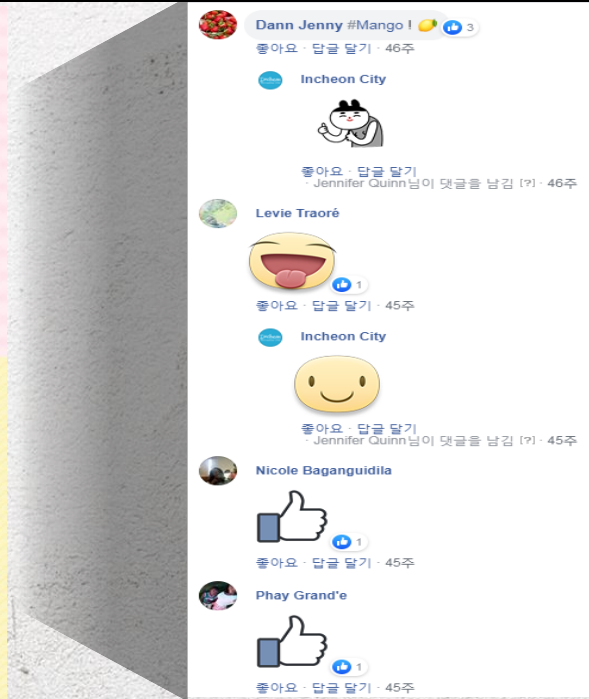 Dann Jenny #Mango ! 3
좋아요 · 답글 달기 · 46주
Incheon City
좋아요 · 답글 달기
· Jennifer Quinn님이 댓글을 남김 [?] · 46주
Levie Traoré
1
좋아요 · 답글 달기 · 45주
Incheon City
좋아요 · 답글 달기
· Jennifer Quinn님이 댓글을 남김 [?] · 45주
Nicole Baganguidila
1
좋아요 · 답글 달기 · 45주
Phay Grand'e
1
좋아요 · 답글 달기 · 45주